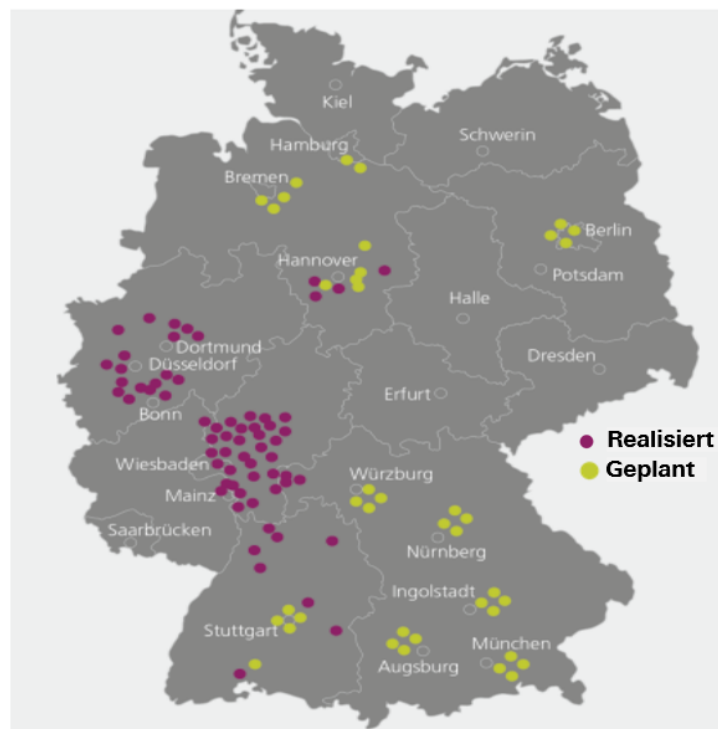 Kiel
Schwerin
Hamburg
Bremen
Berlin
Hannover
Potsdam
Halle
Dortmund
Düsseldorf
Dresden
Erfurt
Bonn
Realisiert
Wiesbaden
Geplant
Würzburg
Mainz
Saarbrücken
Nürnberg
Ingolstadt
Stuttgart
München
Augsburg